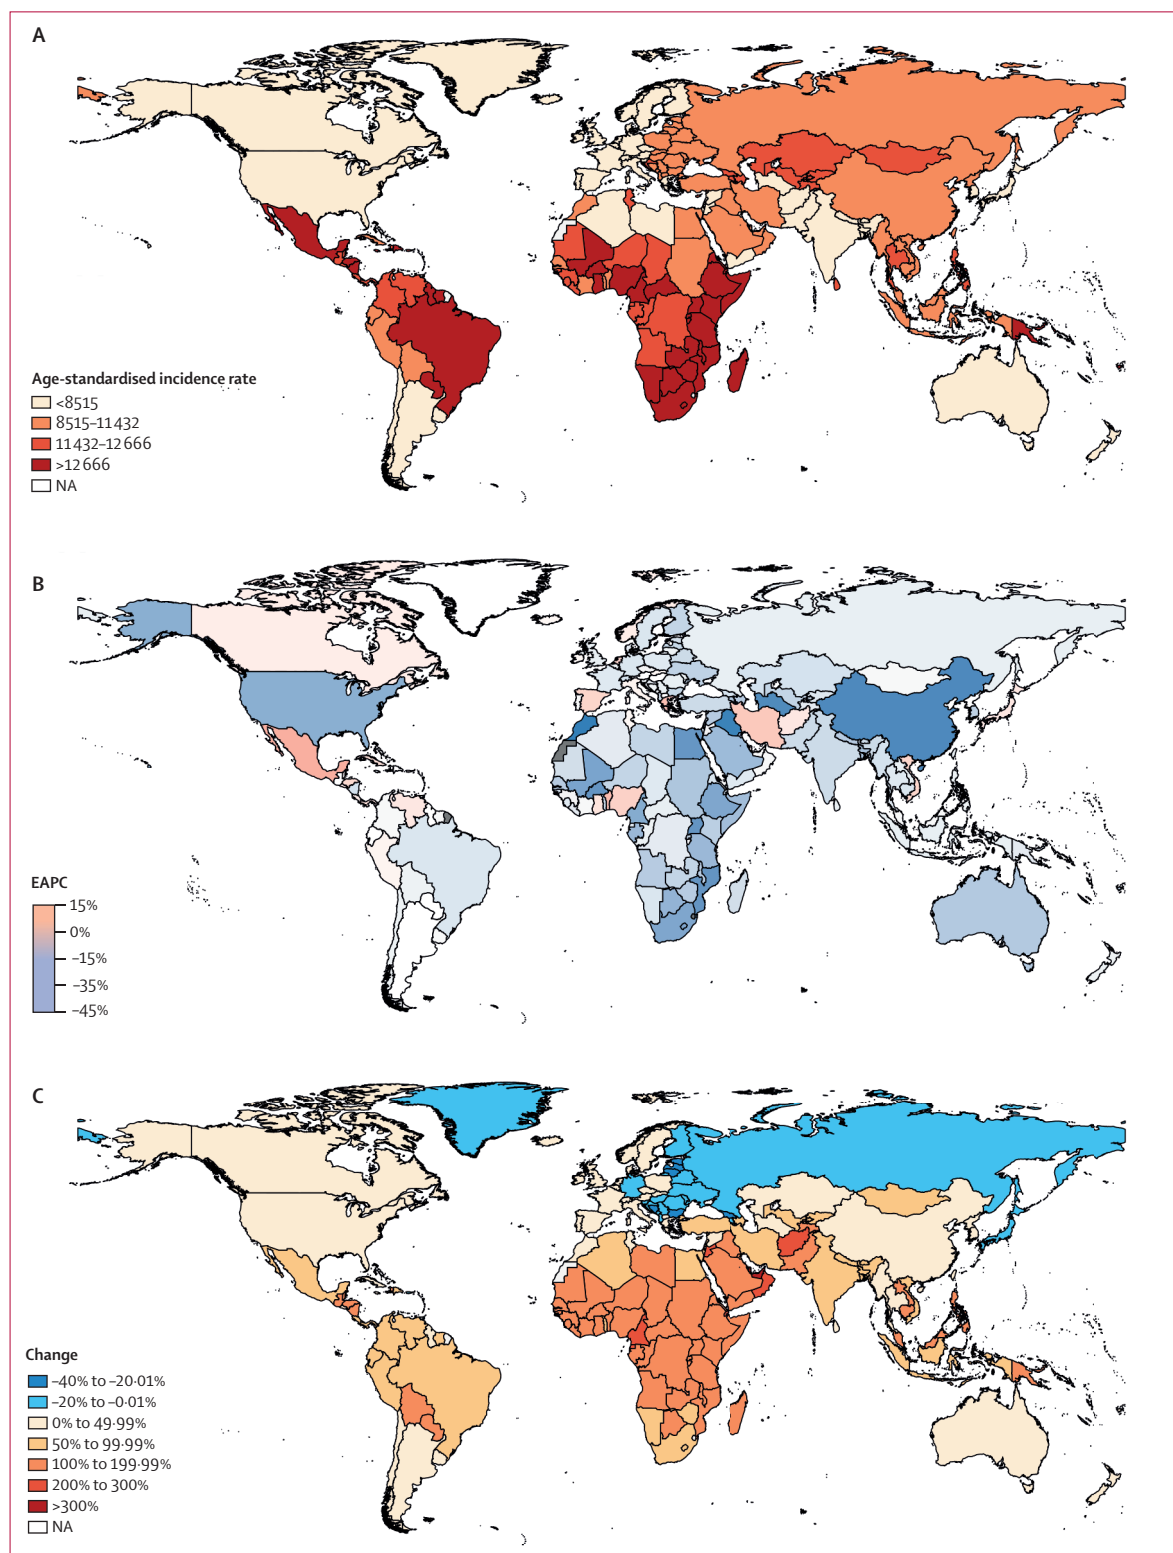 A
Age-standardised incidence rate
<8515
8515–11 432
11 432–12 666
>12 666
NA
B
EAPC
15%
0%
–15%
–35%
–45%
C
Change
–40% to –20·01%
–20% to –0·01%
0% to 49·99%
50% to 99·99%
100% to 199·99%
200% to 300%
>300%
NA